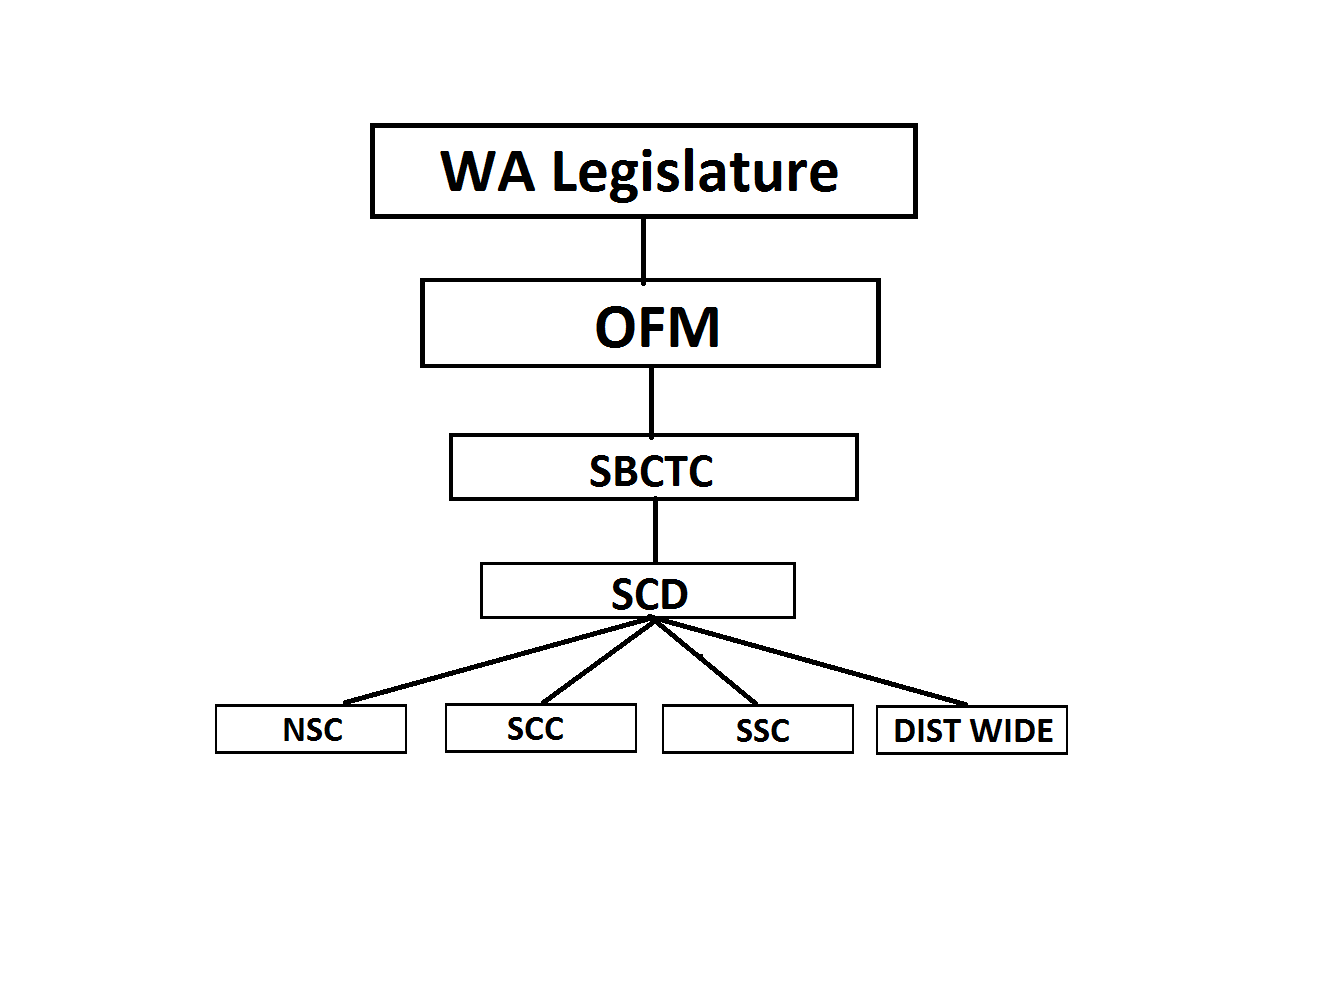 WA Legislature
OFM
SBCTC
SCD
NSC
SCC
SSC
DIST WIDE